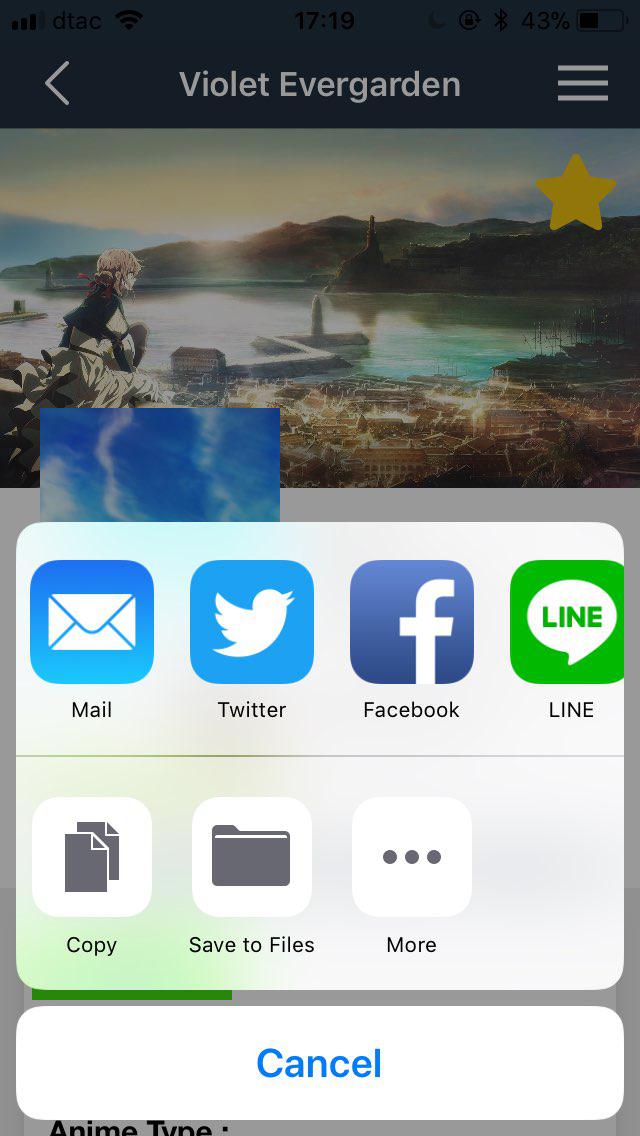 dtac 17:19 43%
Violet Evergarden
LINE
Mail Twitter Facebook LINE
Copy Save to Files More
Cancel
Anime Type :